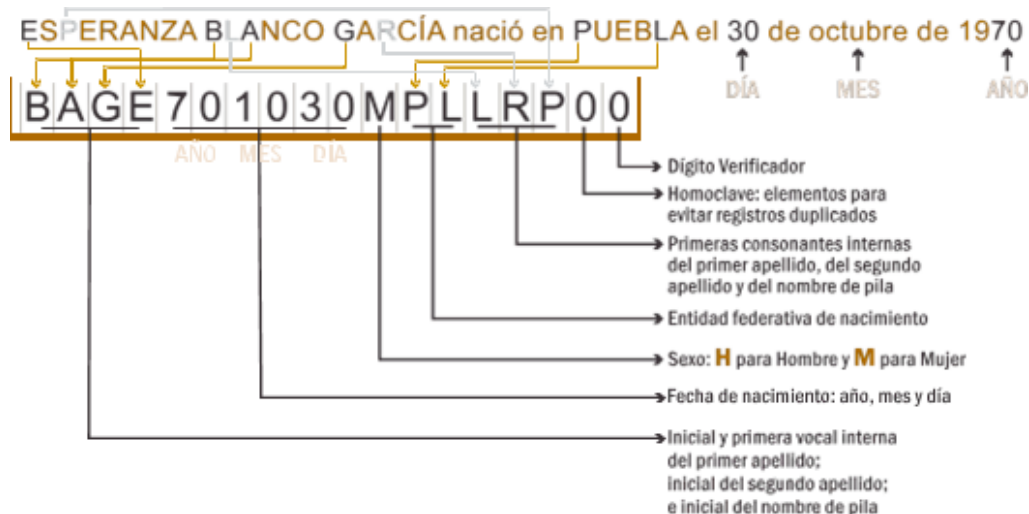 ESPERANZA BLANCO GARCÍA nació en PUEBLA el 30 de octubre de 1970
DÍA MES AÑO
BAGE701030MPLLRP00
AÑO MES DÍA
Dígito Verificador
Homoclave: elementos para
evitar registros duplicados
Primeras consonantes internas
del primer apellido, del segundo
apellido y del nombre de pila
Entidad federativa de nacimiento
Sexo: H para Hombre y M para Mujer
Fecha de nacimiento: año, mes y día
Inicial y primera vocal interna
del primer apellido;
inicial del segundo apellido;
e inicial del nombre de pila